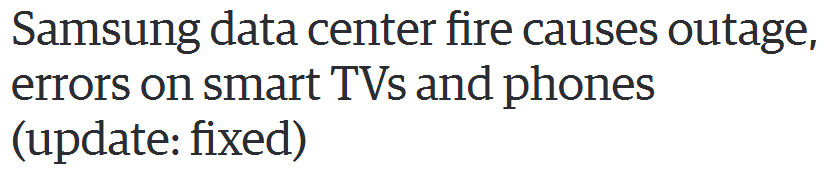 Samsung data center fire causes outage,
errors on smart TVs and phones
(update: fixed)